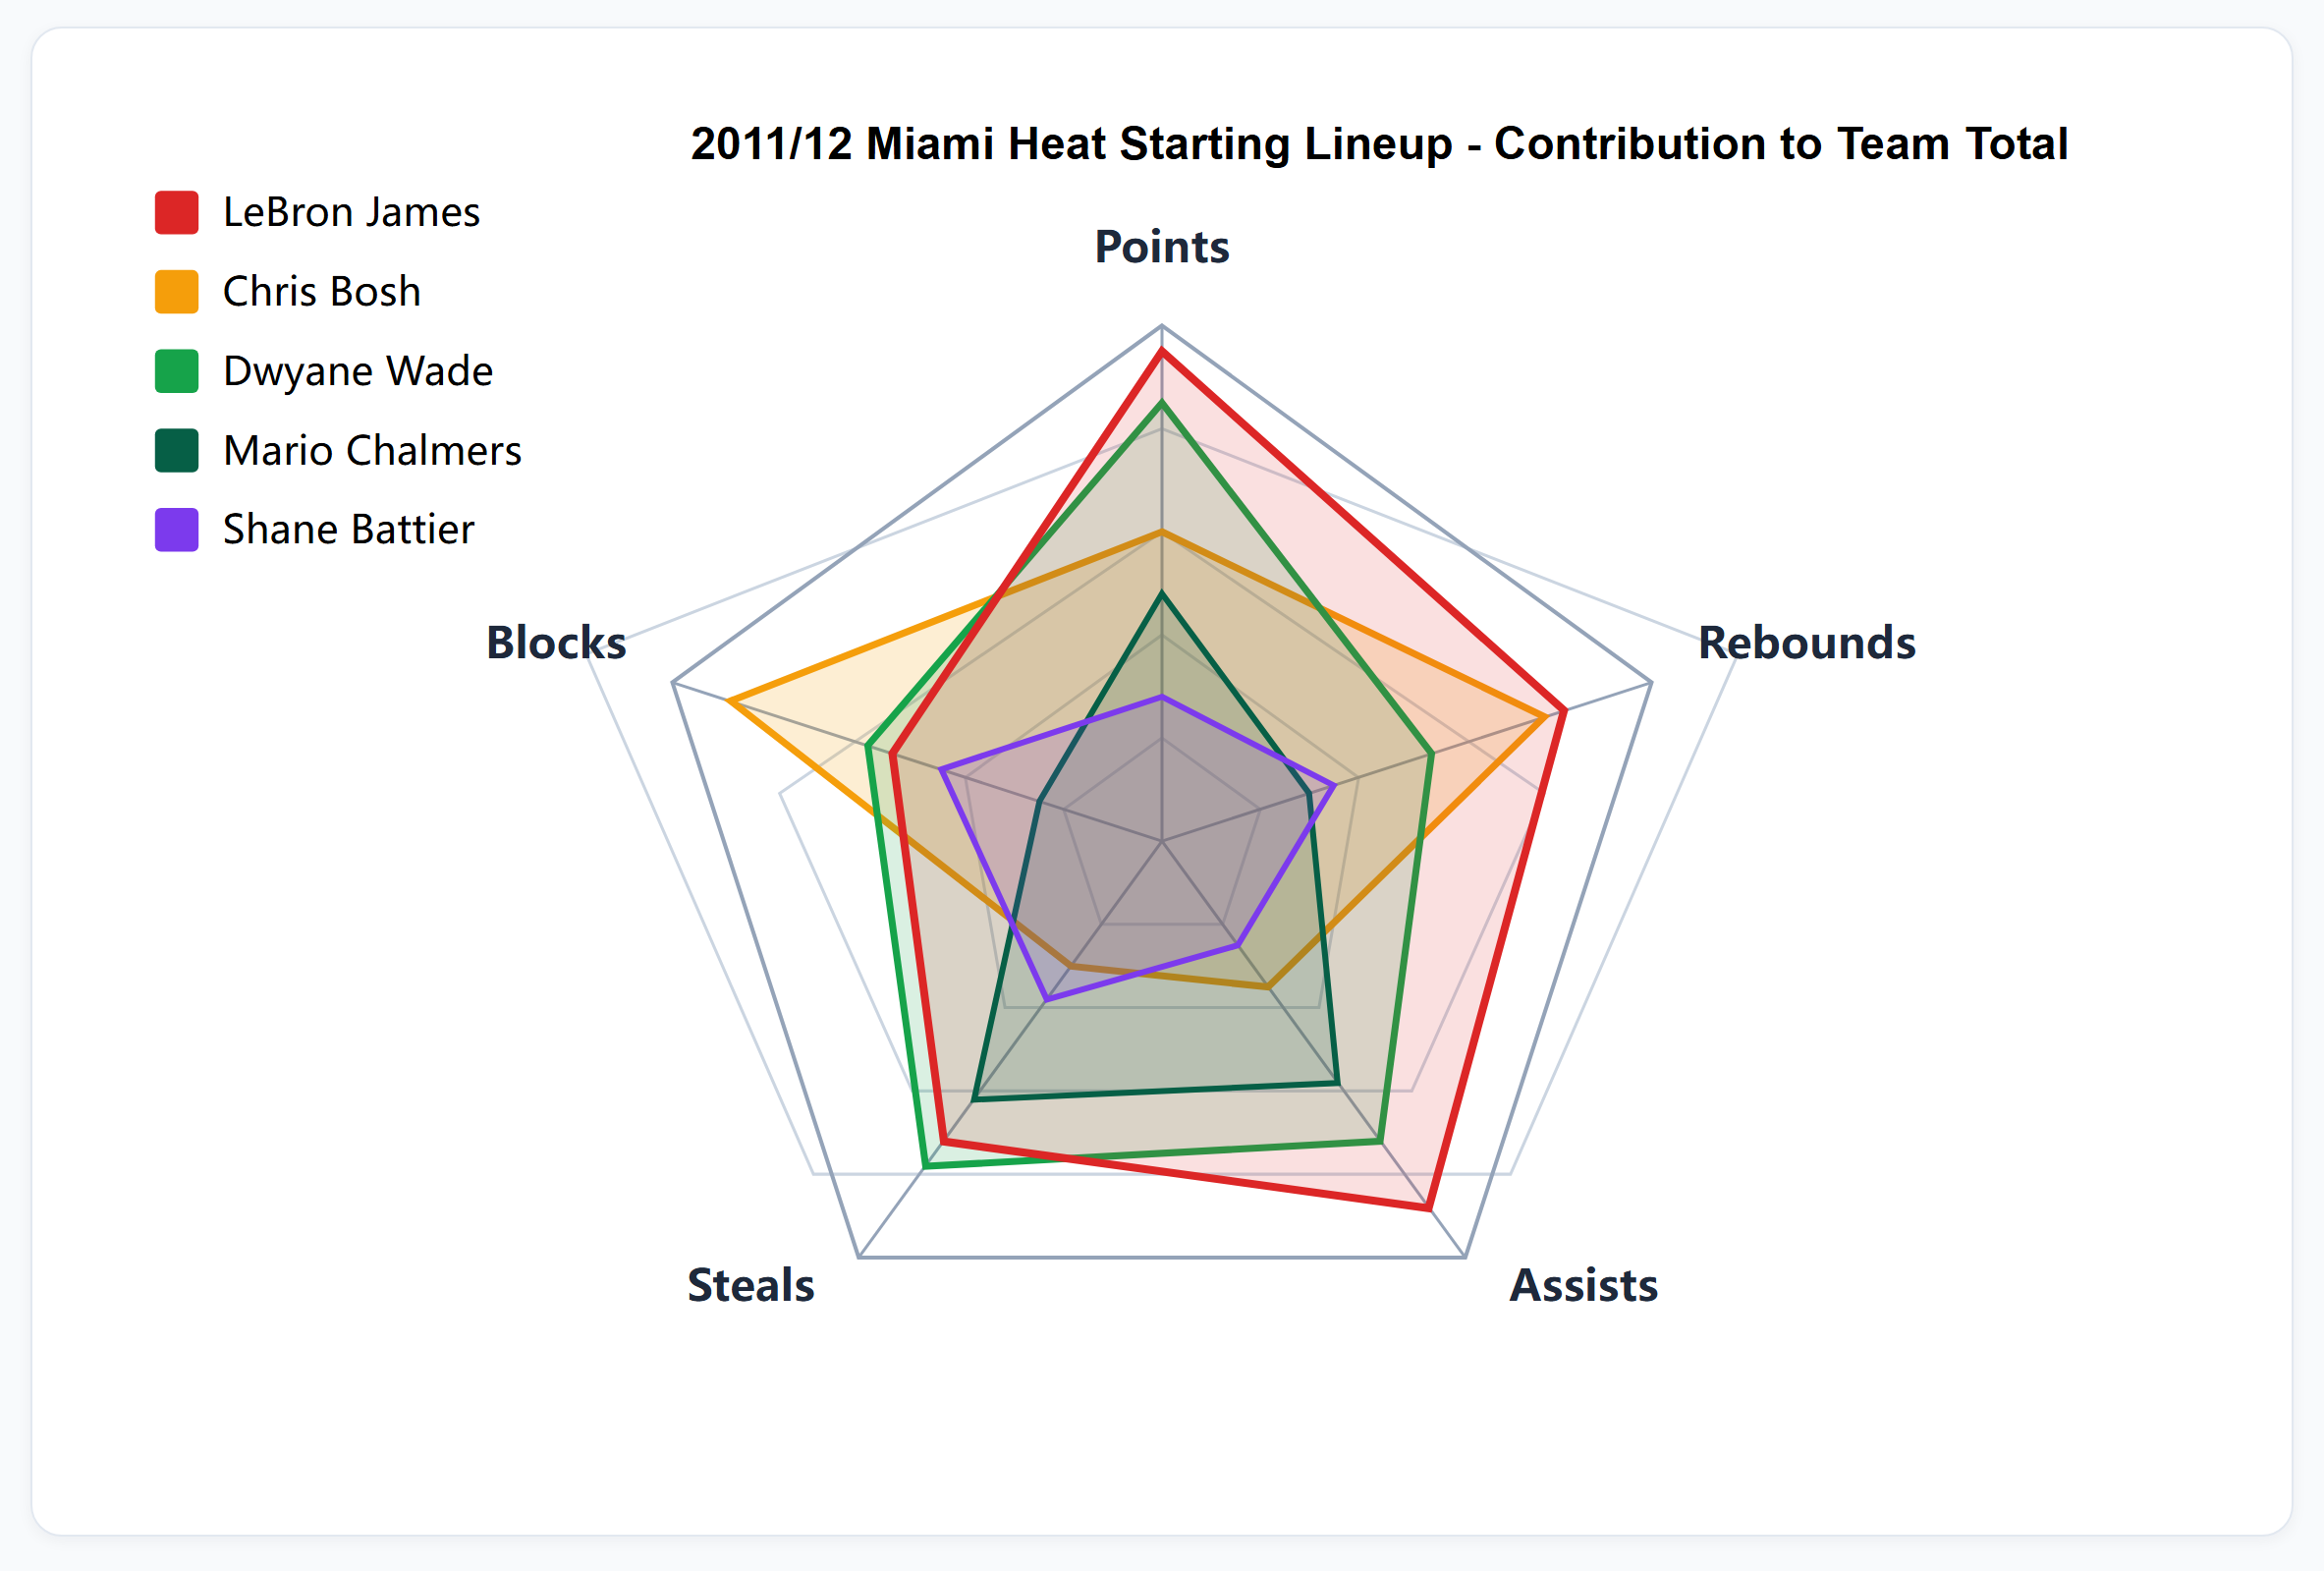 2011/12 Miami Heat Starting Lineup - Contribution to Team Total
LeBron James
Chris Bosh
Dwyane Wade
Mario Chalmers
Shane Battier
Points
Blocks
Rebounds
Steals
Assists